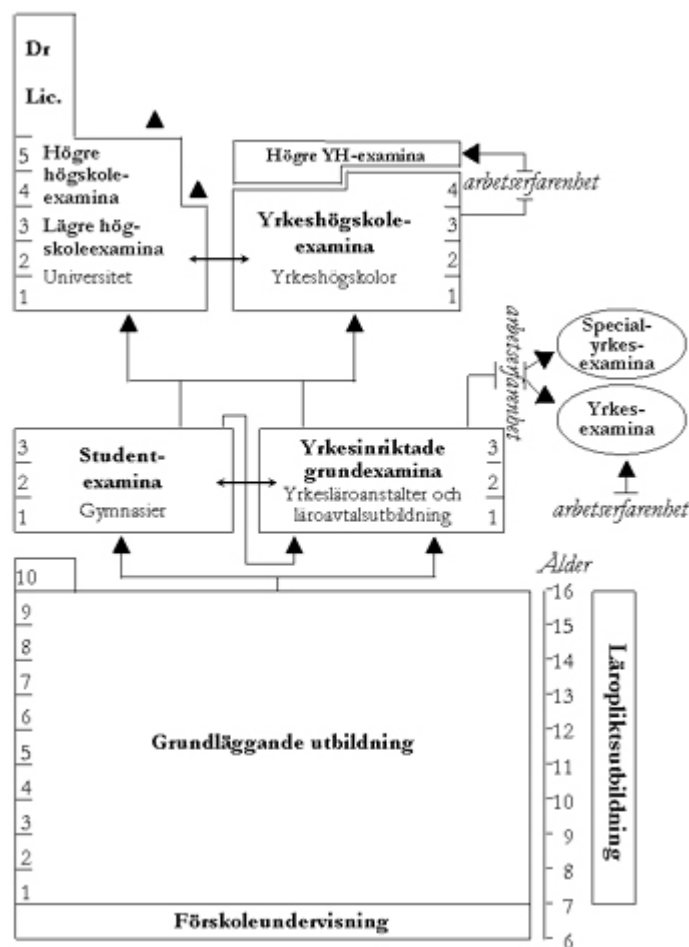 Dr
Lic.
5
4
3
2
1
Högre
högskole-
examina
Lägre hög-
skoleexamina
Universitet
Högre YH-examina
arbetserfarenhet
Yrkeshögskole-
examina
Yrkeshögskolor
4
3
2
1
arbetserfarenhet
Special-
yrkes-
examina
Yrkes-
examina
arbetserfarenhet
3
2
1
Student-
examina
Gymnasier
Yrkesinriktade
grundexamina
Yrkesläroanstalter och
läroavtalsutbildning
3
2
1
10
9
8
7
6
5
4
3
2
1
Grundläggande utbildning
Förskoleundervisning
Ålder
16
15
14
13
12
11
10
9
8
7
6
Läropliktsutbildning